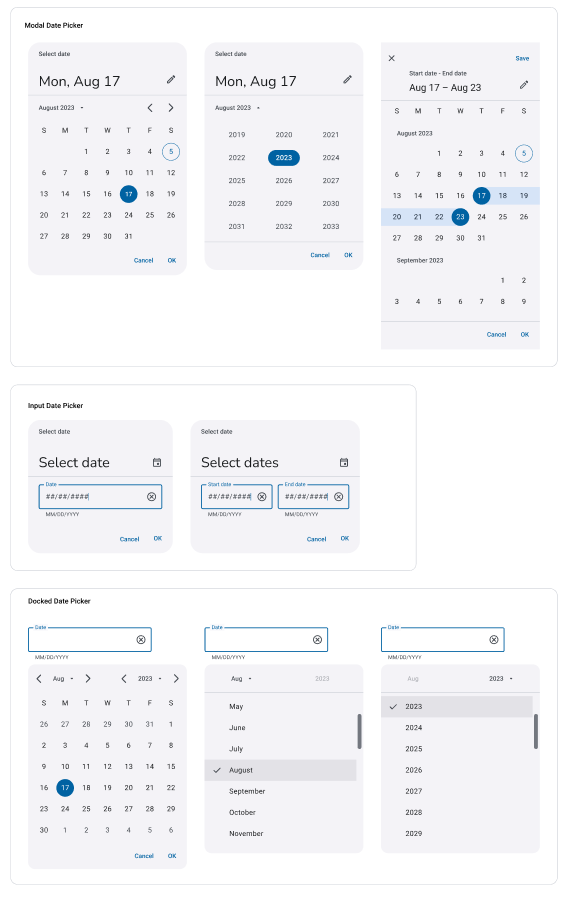 Modal Date Picker
Select date
Mon, Aug 17
August 2023
S M T W T F S
1 2 3 4 5
6 7 8 9 10 11 12
13 14 15 16 17 18 19
20 21 22 23 24 25 26
27 28 29 30 31
Cancel OK
Select date
Mon, Aug 17
August 2023
2019 2020 2021
2022 2023 2024
2025 2026 2027
2028 2029 2030
2031 2032 2033
Cancel OK
Save
Start date - End date
Aug 17 – Aug 23
S M T W T F S
August 2023
1 2 3 4 5
6 7 8 9 10 11 12
13 14 15 16 17 18 19
20 21 22 23 24 25 26
27 28 29 30 31
September 2023
1 2
3 4 5 6 7 8 9
Cancel OK
Input Date Picker
Select date
Select date
Date
##/##/####
MM/DD/YYYY
Cancel OK
Select date
Select dates
Start date End date
##/##/#### ##/##/####
MM/DD/YYYY MM/DD/YYYY
Cancel OK
Docked Date Picker
Date
MM/DD/YYYY
Aug 2023
S M T W T F S
26 27 28 29 30 31 1
2 3 4 5 6 7 8
9 10 11 12 13 14 15
16 17 18 19 20 21 22
23 24 25 26 27 28 29
30 1 2 3 4 5 6
Cancel OK
Date
MM/DD/YYYY
Aug 2023
May
June
July
August
September
October
November
Date
MM/DD/YYYY
Aug 2023
2023
2024
2025
2026
2027
2028
2029